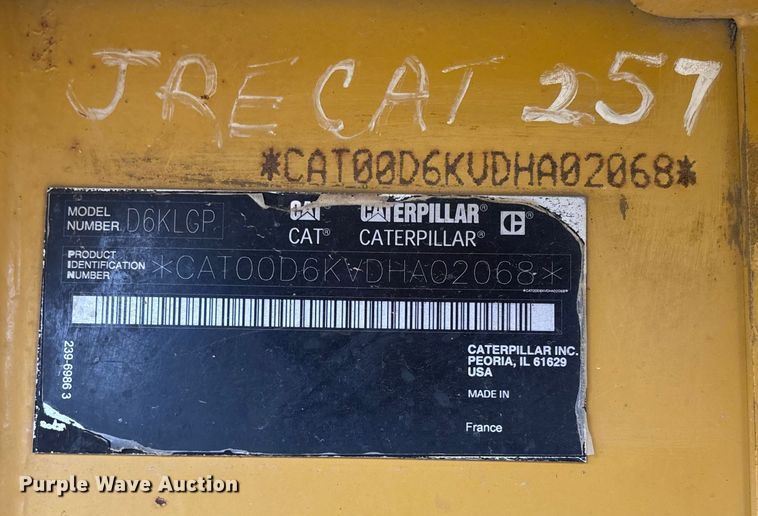 JRE CAT 257
*CAT00D6KVDHA02068*
MODEL NUMBER D6KLGP
CAT CATERPILLAR C
CAT® CATERPILLAR®
PRODUCT IDENTIFICATION NUMBER *CAT00D6KVDHA02068*
*CAT00D6KVDHA02068*
239-6986 3
CATERPILLAR INC.
PEORIA, IL 61629
USA
MADE IN
France
Purple Wave Auction